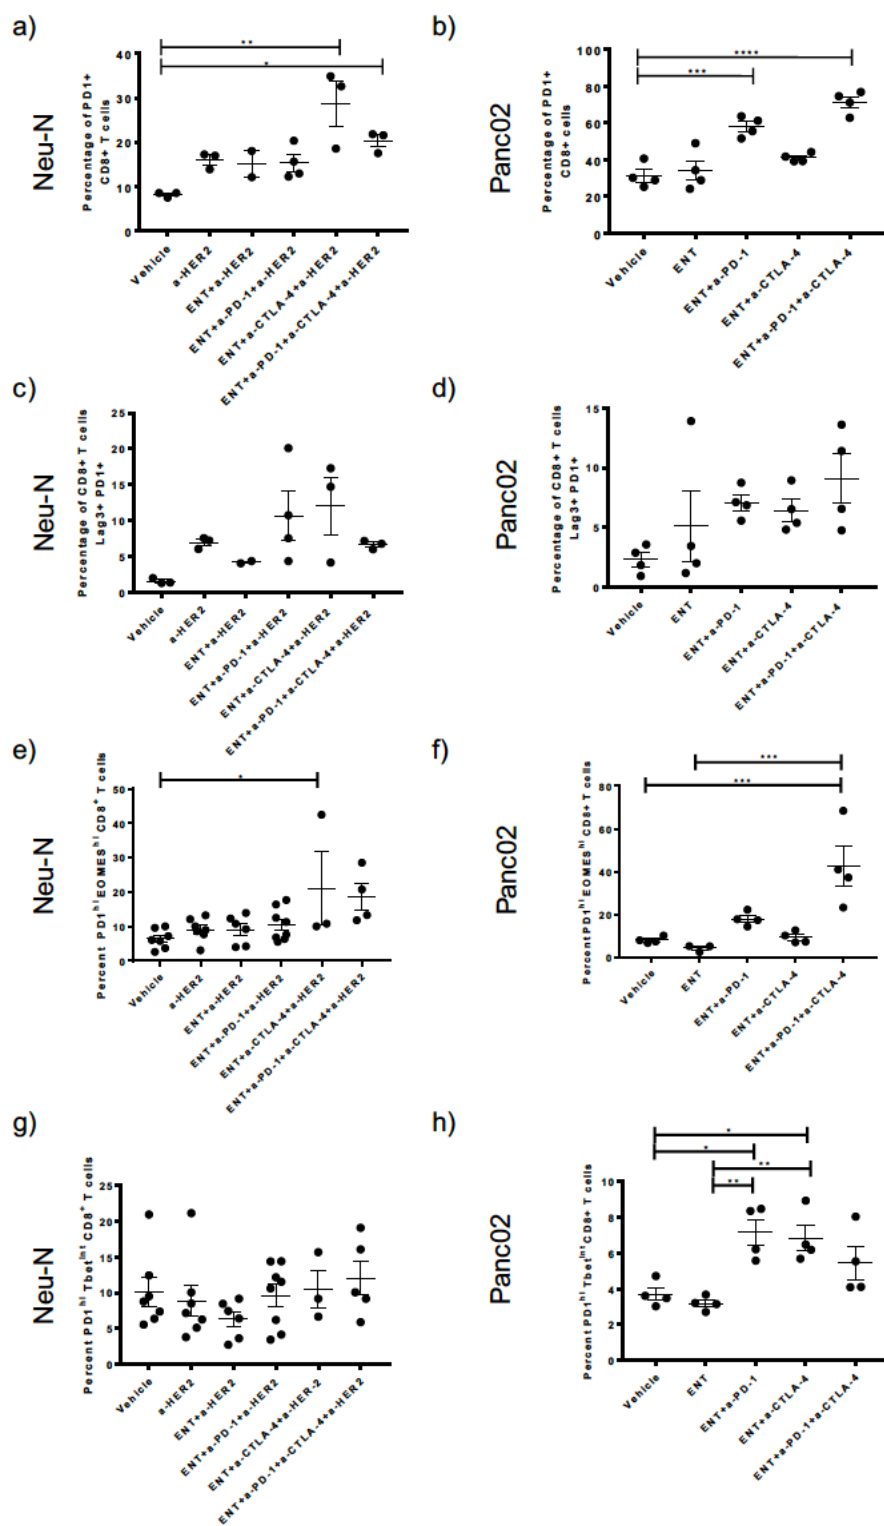 a)
Neu-N
Percentage of PD1+
CD8+ T cells
40
30
20
10
0
**
*
Vehicle
a-HER2
ENT+a-HER2
ENT+a-PD-1+a-HER2
ENT+a-CTLA-4+a-HER2
ENT+a-PD-1+a-CTLA-4+a-HER2
b)
Panc02
Percentage of PD1+
CD8+ cells
100
80
60
40
20
0
****
***
Vehicle
ENT
ENT+a-PD-1
ENT+a-CTLA-4
ENT+a-PD-1+a-CTLA-4
c)
Neu-N
Percentage of CD8+ T cells
Lag3+ PD1+
25
20
15
10
5
0
Vehicle
a-HER2
ENT+a-HER2
ENT+a-PD-1+a-HER2
ENT+a-CTLA-4+a-HER2
ENT+a-PD-1+a-CTLA-4+a-HER2
d)
Panc02
Percentage of CD8+ T cells
Lag3+ PD1+
15
10
5
0
Vehicle
ENT
ENT+a-PD-1
ENT+a-CTLA-4
ENT+a-PD-1+a-CTLA-4
e)
Neu-N
Percent PD1hi EOMEShi CD8+ T cells
50
40
30
20
10
0
*
Vehicle
a-HER2
ENT+a-HER2
ENT+a-PD-1+a-HER2
ENT+a-CTLA-4+a-HER2
ENT+a-PD-1+a-CTLA-4+a-HER2
f)
Panc02
Percent PD1hi EOMEShi CD8+ T cells
80
60
40
20
0
***
***
Vehicle
ENT
ENT+a-PD-1
ENT+a-CTLA-4
ENT+a-PD-1+a-CTLA-4
g)
Neu-N
Percent PD1hi Tbetint CD8+ T cells
25
20
15
10
5
0
Vehicle
a-HER2
ENT+a-HER2
ENT+a-PD-1+a-HER2
ENT+a-CTLA-4+a-HER-2
ENT+a-PD-1+a-CTLA-4+a-HER2
h)
Panc02
Percent PD1hi Tbetint CD8+ T cells
10
8
6
4
2
0
*
*
**
**
Vehicle
ENT
ENT+a-PD-1
ENT+a-CTLA-4
ENT+a-PD-1+a-CTLA-4